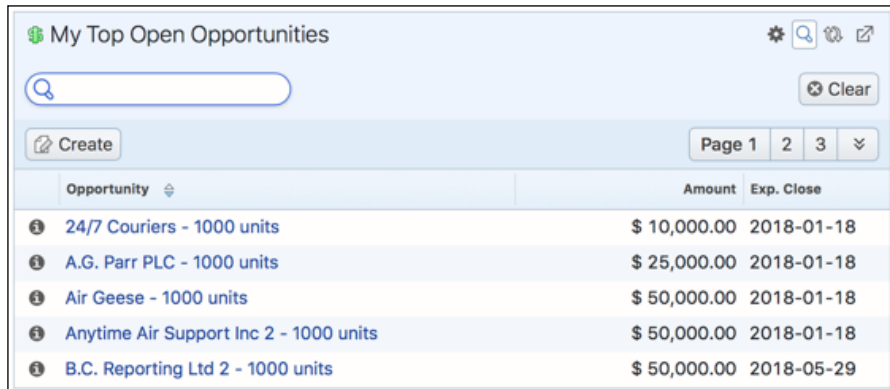 My Top Open Opportunities
Clear
Create
Page 1 2 3
Opportunity Amount Exp. Close
24/7 Couriers - 1000 units $ 10,000.00 2018-01-18
A.G. Parr PLC - 1000 units $ 25,000.00 2018-01-18
Air Geese - 1000 units $ 50,000.00 2018-01-18
Anytime Air Support Inc 2 - 1000 units $ 50,000.00 2018-01-18
B.C. Reporting Ltd 2 - 1000 units $ 50,000.00 2018-05-29